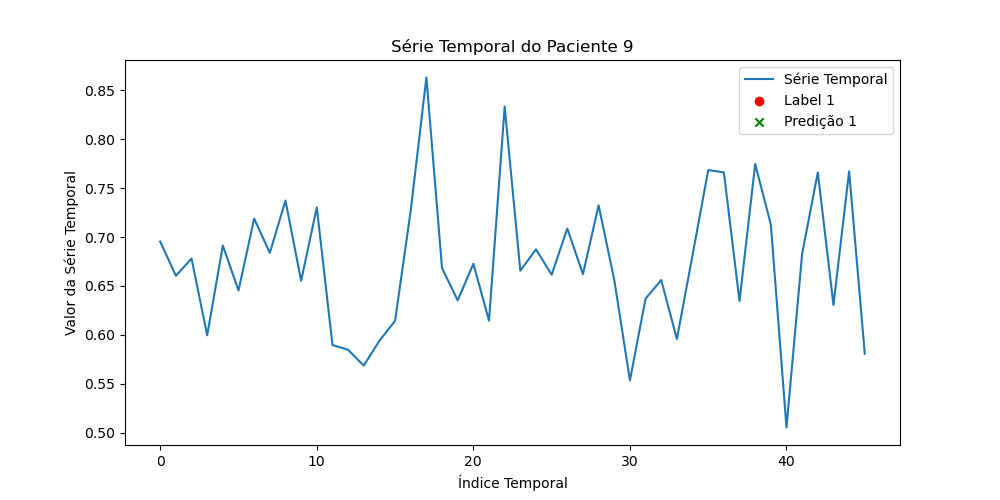 Série Temporal do Paciente 9
Série Temporal
Label 1
Predição 1
Valor da Série Temporal
0.85
0.80
0.75
0.70
0.65
0.60
0.55
0.50
0 10 20 30 40
Índice Temporal